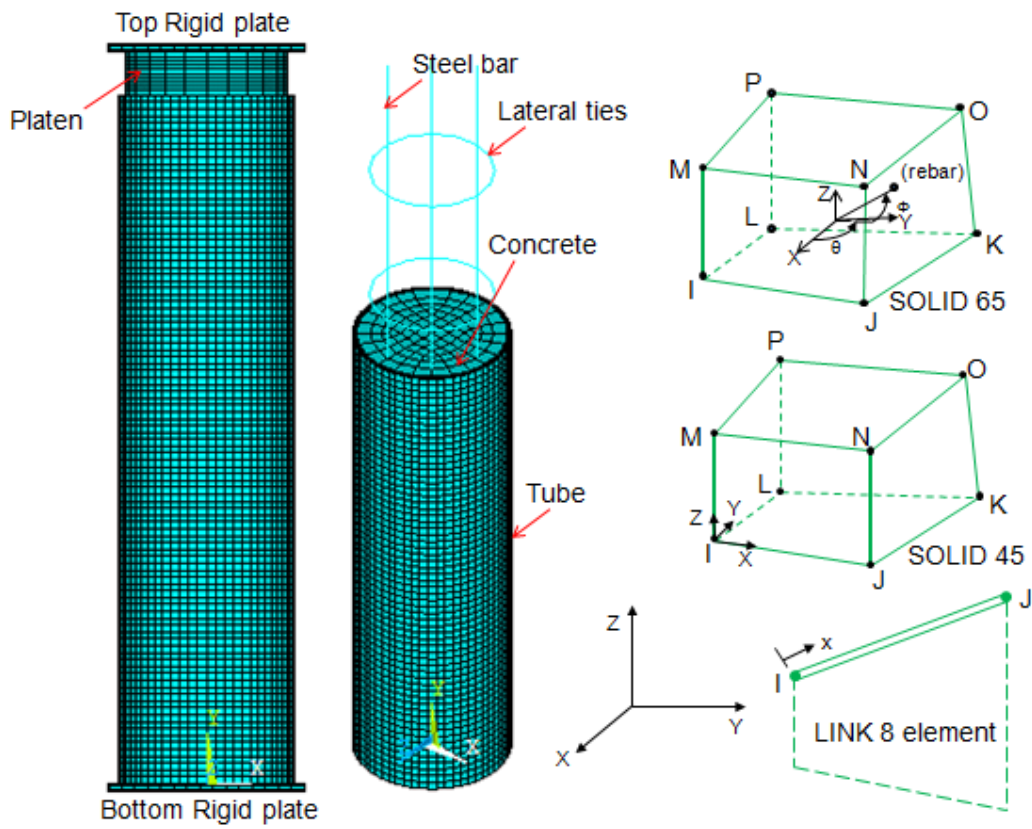 Top Rigid plate
Platen
Steel bar
Lateral ties
Concrete
Tube
Y
X
Bottom Rigid plate
Y
X
P
O
M
N
(rebar)
Z
Φ
Y
L
θ
X
K
I
J
SOLID 65
P
O
M
N
L
K
Z
Y
I
X
J
SOLID 45
Z
Y
X
J
x
I
LINK 8 element